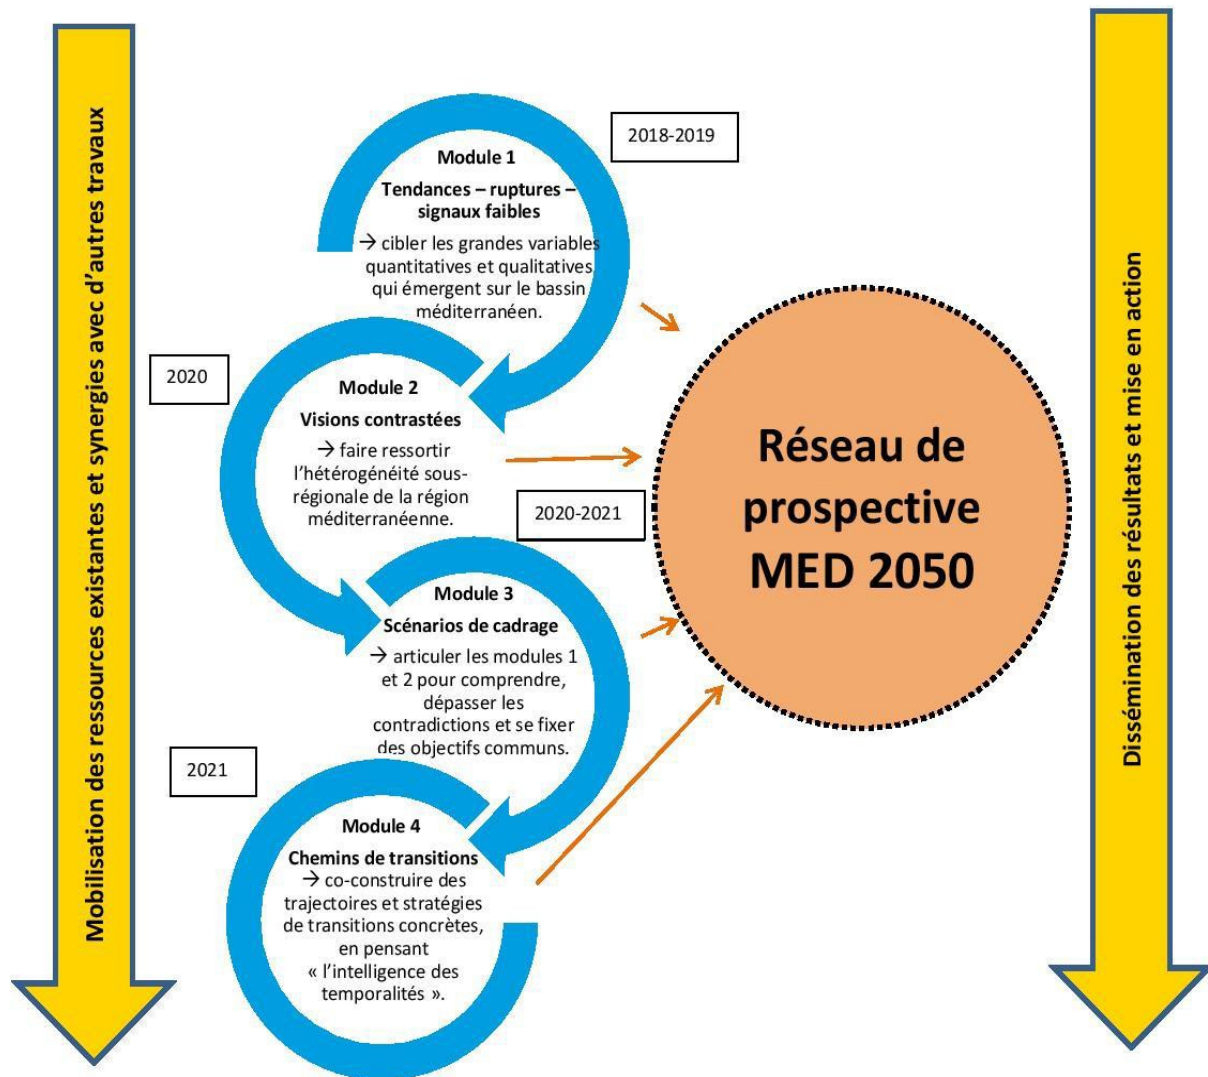 Mobilisation des ressources existantes et synergies avec d'autres travaux
2018-2019
Module 1
Tendances – ruptures –
signaux faibles
→ cibler les grandes variables
quantitatives et qualitatives
qui émergent sur le bassin
méditerranéen.
2020
Module 2
Visions contrastées
→ faire ressortir
l'hétérogénéité sous-
régionale de la région
méditerranéenne.
2020-2021
Module 3
Scénarios de cadrage
→ articuler les modules 1
et 2 pour comprendre,
dépasser les
contradictions et se fixer
des objectifs communs.
2021
Module 4
Chemins de transitions
→ co-construire des
trajectoires et stratégies
de transitions concrètes,
en pensant
« l'intelligence des
temporalités ».
Réseau de
prospective
MED 2050
Dissémination des résultats et mise en action